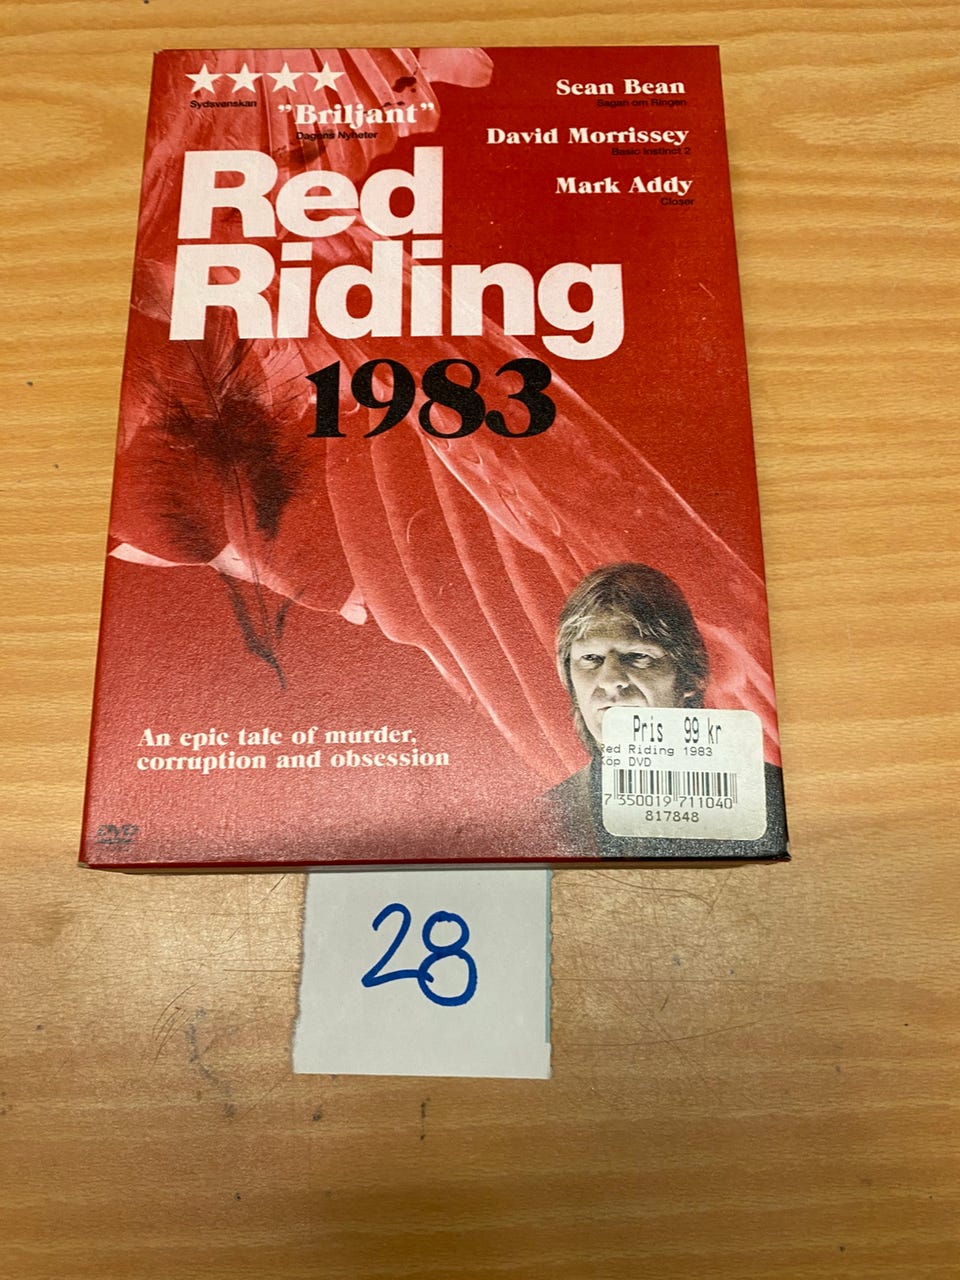 Sydsvenskan
"Briljant"
Dagens Nyheter
Sean Bean
Sagan om Ringen
David Morrissey
Basic Instinct 2
Mark Addy
Closer
Red
Riding
1983
An epic tale of murder,
corruption and obsession
DVD
Pris 99 kr
Red Riding 1983
Köp DVD
7 350019 711040
817848
28